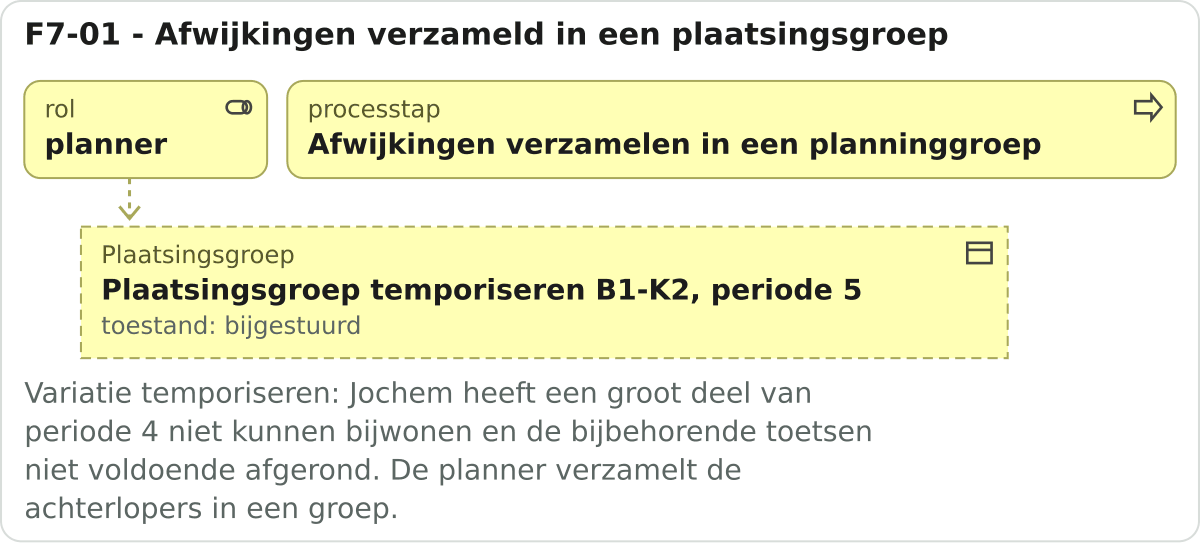 F7-01 - Afwijkingen verzameld in een plaatsingsgroep
rol
planner
processtap
Afwijkingen verzamelen in een planninggroep
Plaatsingsgroep
Plaatsingsgroep temporiseren B1-K2, periode 5
toestand: bijgestuurd
Variatie temporiseren: Jochem heeft een groot deel van
periode 4 niet kunnen bijwonen en de bijbehorende toetsen
niet voldoende afgerond. De planner verzamelt de
achterlopers in een groep.